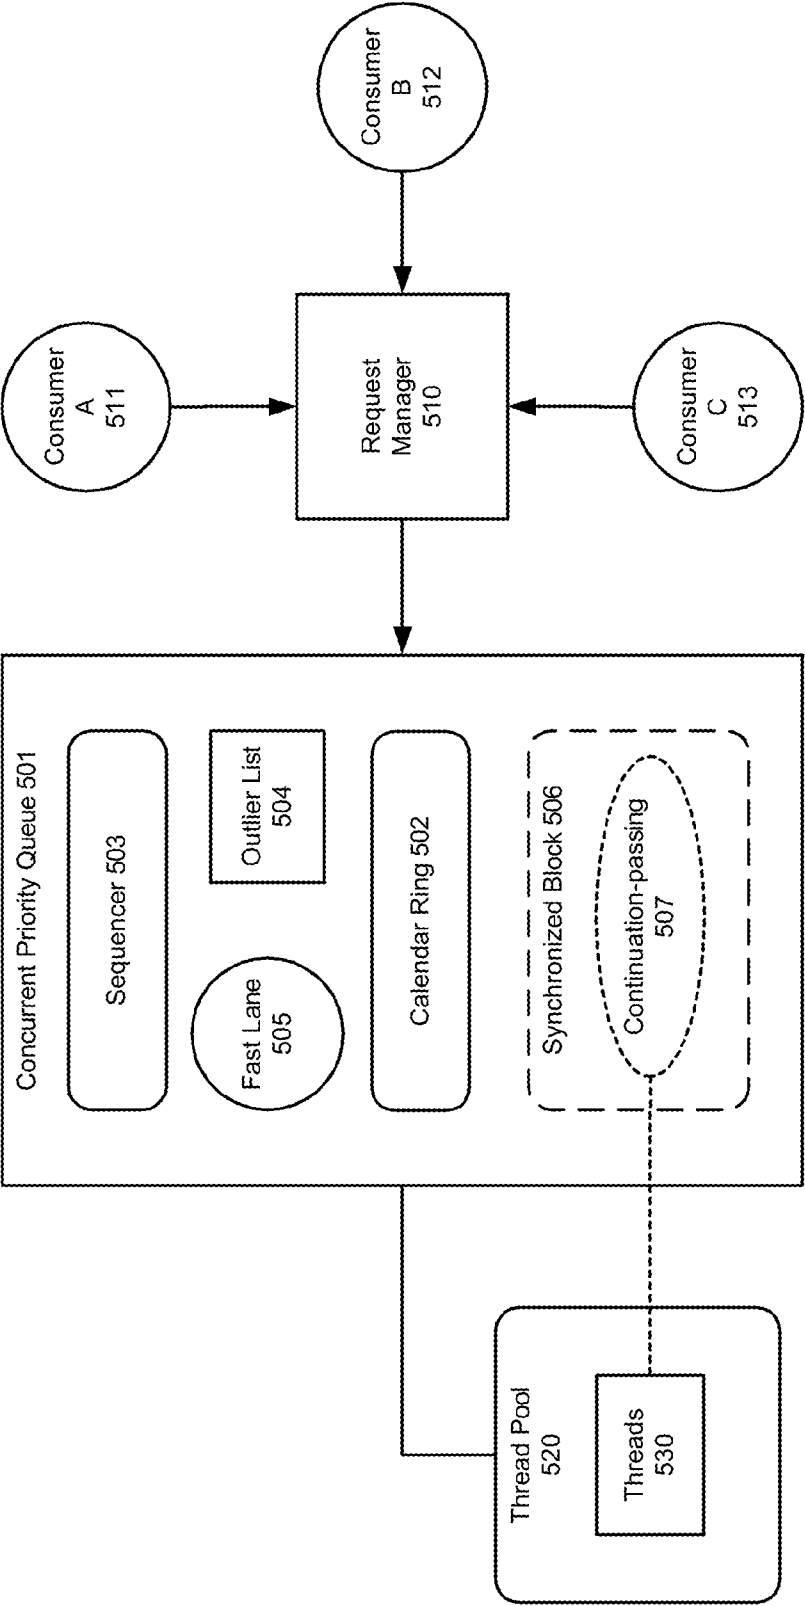 Thread Pool
520
Threads
530
Concurrent Priority Queue 501
Sequencer 503
Fast Lane
505
Outlier List
504
Calendar Ring 502
Synchronized Block 506
Continuation-passing
507
Consumer
A
511
Request
Manager
510
Consumer
C
513
Consumer
B
512